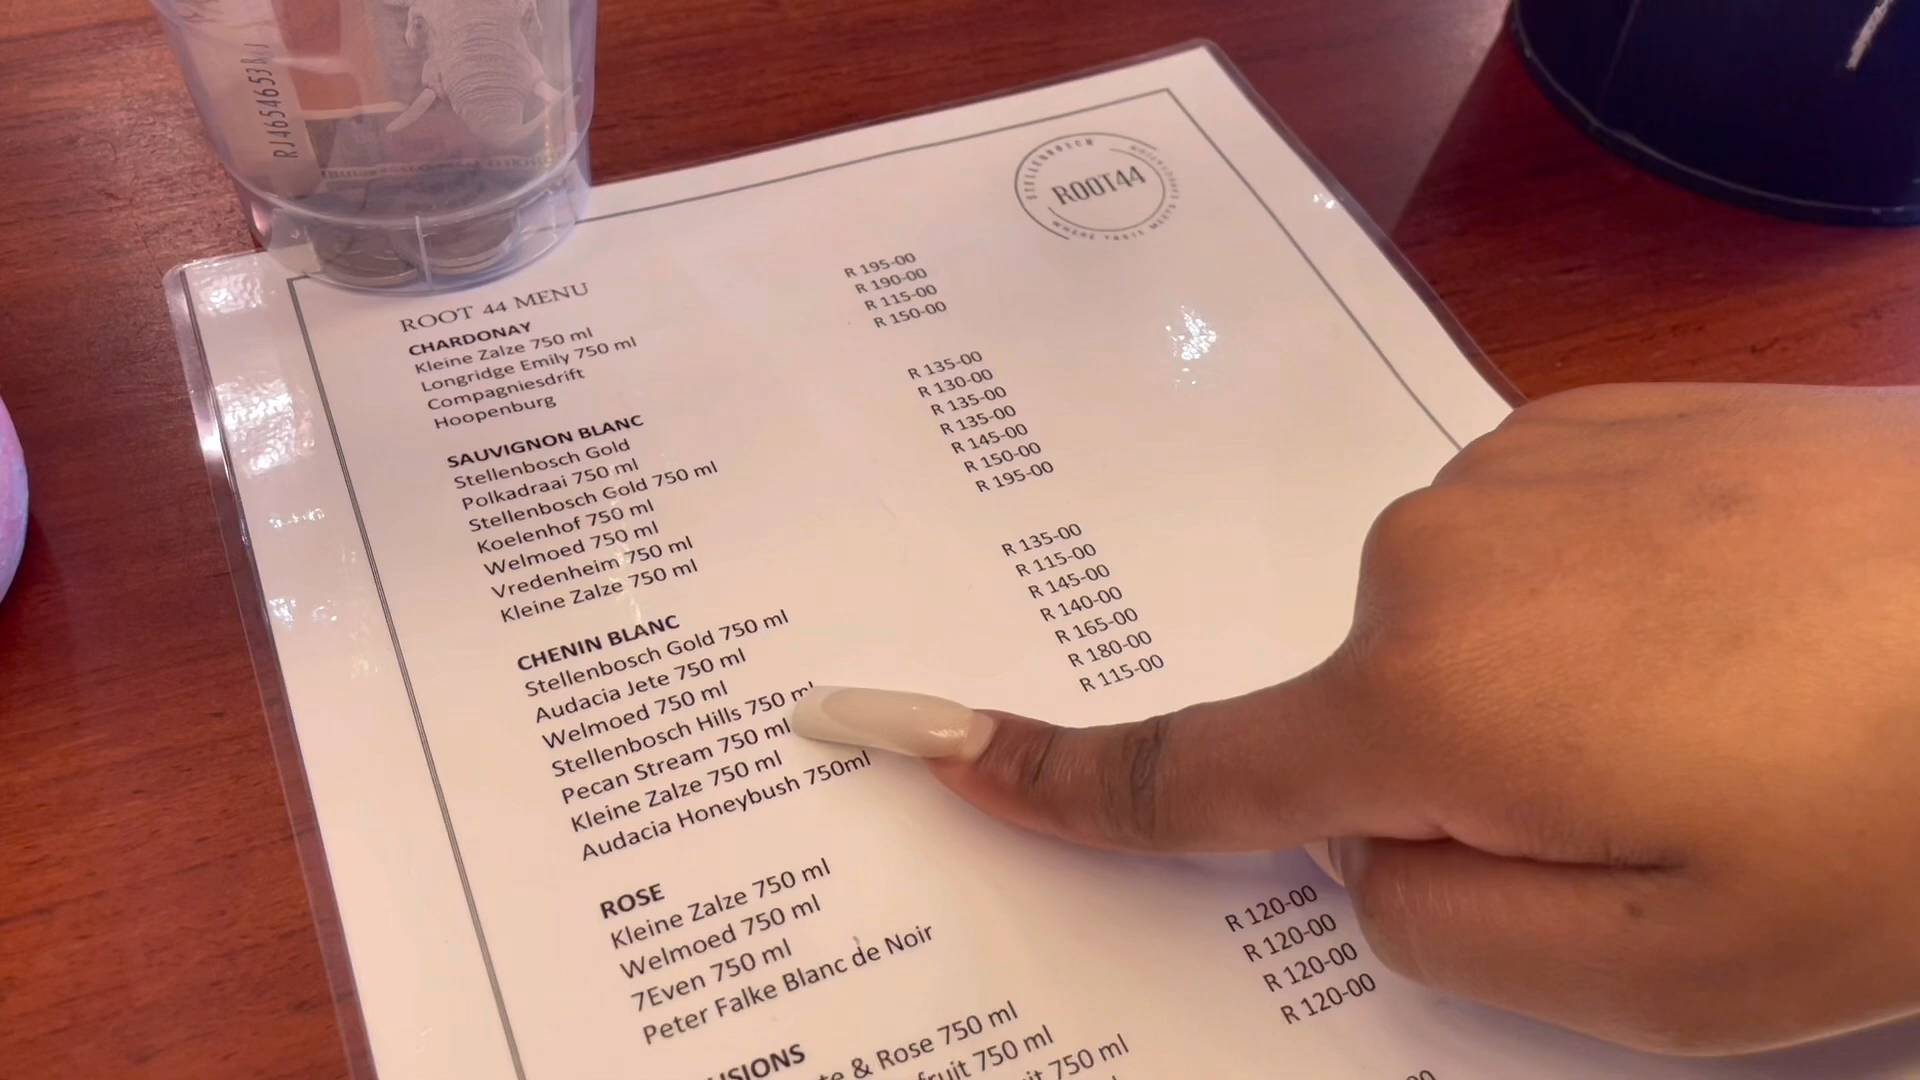 RJ4654653
STELLENBOSCH
ROOT44
WHERE TASTE MEETS
ROOT 44 MENU
CHARDONAY
Kleine Zalze 750 ml R 195-00
Longridge Emily 750 ml R 190-00
Compagniesdrift R 115-00
Hoopenburg R 150-00
SAUVIGNON BLANC
Stellenbosch Gold R 135-00
Polkadraai 750 ml R 130-00
Stellenbosch Gold 750 ml R 135-00
Koelenhof 750 ml R 135-00
Welmoed 750 ml R 145-00
Vredenheim 750 ml R 150-00
Kleine Zalze 750 ml R 195-00
CHENIN BLANC
Stellenbosch Gold 750 ml R 135-00
Audacia Jete 750 ml R 115-00
Welmoed 750 ml R 145-00
Stellenbosch Hills 750 ml R 140-00
Pecan Stream 750 ml R 165-00
Kleine Zalze 750 ml R 180-00
Audacia Honeybush 750ml R 115-00
ROSE
Kleine Zalze 750 ml R 120-00
Welmoed 750 ml R 120-00
7Even 750 ml R 120-00
Peter Falke Blanc de Noir R 120-00
& Rose 750 ml
750 ml
750 ml